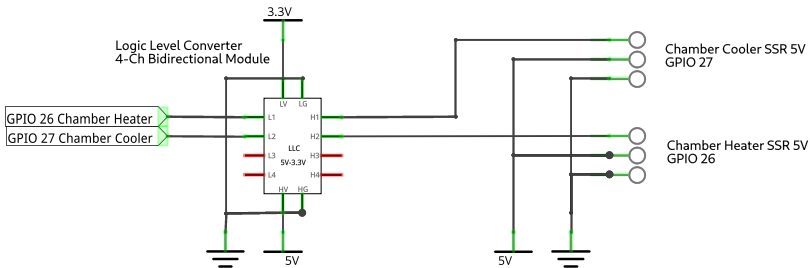 3.3V
Logic Level Converter
4-Ch Bidirectional Module
Chamber Cooler SSR 5V
GPIO 27
LV LG
GPIO 26 Chamber Heater
L1 H1
GPIO 27 Chamber Cooler
L2 H2
LLC
5V-3.3V
L3 H3
L4 H4
HV HG
Chamber Heater SSR 5V
GPIO 26
5V
5V